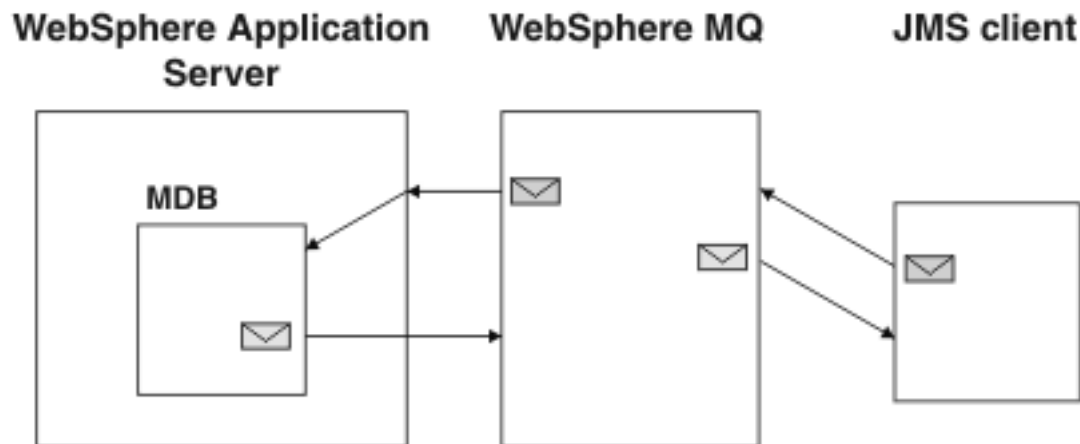 WebSphere Application
Server
WebSphere MQ
JMS client
MDB